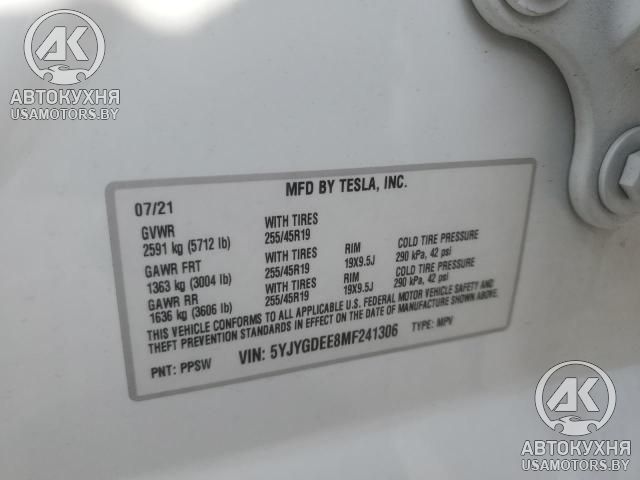 AK
АВТОКУХНЯ
USAMOTORS.BY
MFD BY TESLA, INC.
07/21
GVWR WITH TIRES
2591 kg (5712 lb) 255/45R19
GAWR FRT WITH TIRES RIM COLD TIRE PRESSURE
1363 kg (3004 lb) 255/45R19 19X9.5J 290 kPa, 42 psi
GAWR RR WITH TIRES RIM COLD TIRE PRESSURE
1636 kg (3606 lb) 255/45R19 19X9.5J 290 kPa, 42 psi
THIS VEHICLE CONFORMS TO ALL APPLICABLE U.S. FEDERAL MOTOR VEHICLE SAFETY AND
THEFT PREVENTION STANDARDS IN EFFECT ON THE DATE OF MANUFACTURE SHOWN ABOVE.
PNT: PPSW VIN: 5YJYGDEE8MF241306 TYPE: MPV
AK
АВТОКУХНЯ
USAMOTORS.BY